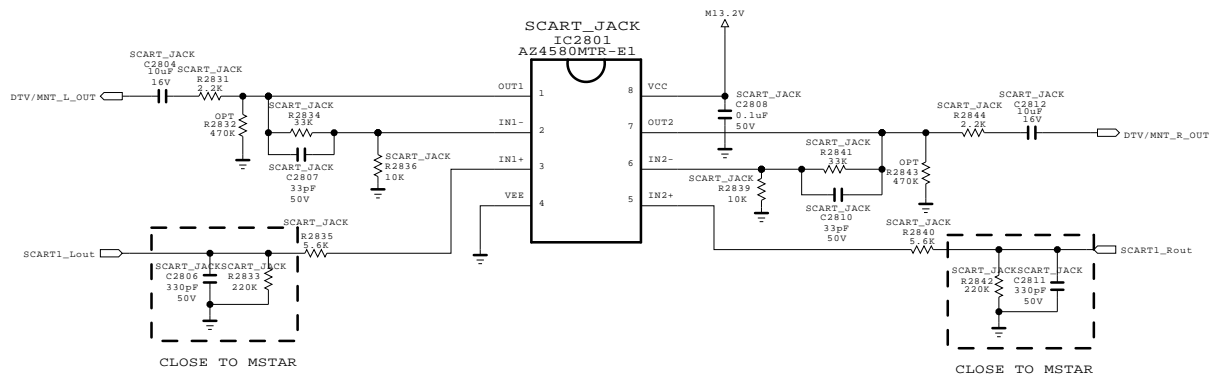 SCART_JACK
IC2801
AZ4580MTR-E1
M13.2V
SCART_JACK
C2804
10uF
16V
SCART_JACK
R2831
2.2K
DTV/MNT_L_OUT
OPT
R2832
470K
SCART_JACK
R2834
33K
SCART_JACK
C2807
33pF
50V
SCART_JACK
R2836
10K
OUT1
1
IN1-
2
IN1+
3
VEE
4
8
VCC
7
OUT2
6
IN2-
5
IN2+
SCART_JACK
C2808
0.1uF
50V
SCART_JACK
R2844
2.2K
SCART_JACK
C2812
10uF
16V
DTV/MNT_R_OUT
SCART_JACK
R2841
33K
OPT
R2843
470K
SCART_JACK
R2839
10K
SCART_JACK
C2810
33pF
50V
SCART1_Lout
SCART_JACK
R2835
5.6K
SCART_JACK
C2806
330pF
50V
SCART_JACK
R2833
220K
CLOSE TO MSTAR
SCART_JACK
R2840
5.6K
SCART1_Rout
SCART_JACK
R2842
220K
SCART_JACK
C2811
330pF
50V
CLOSE TO MSTAR